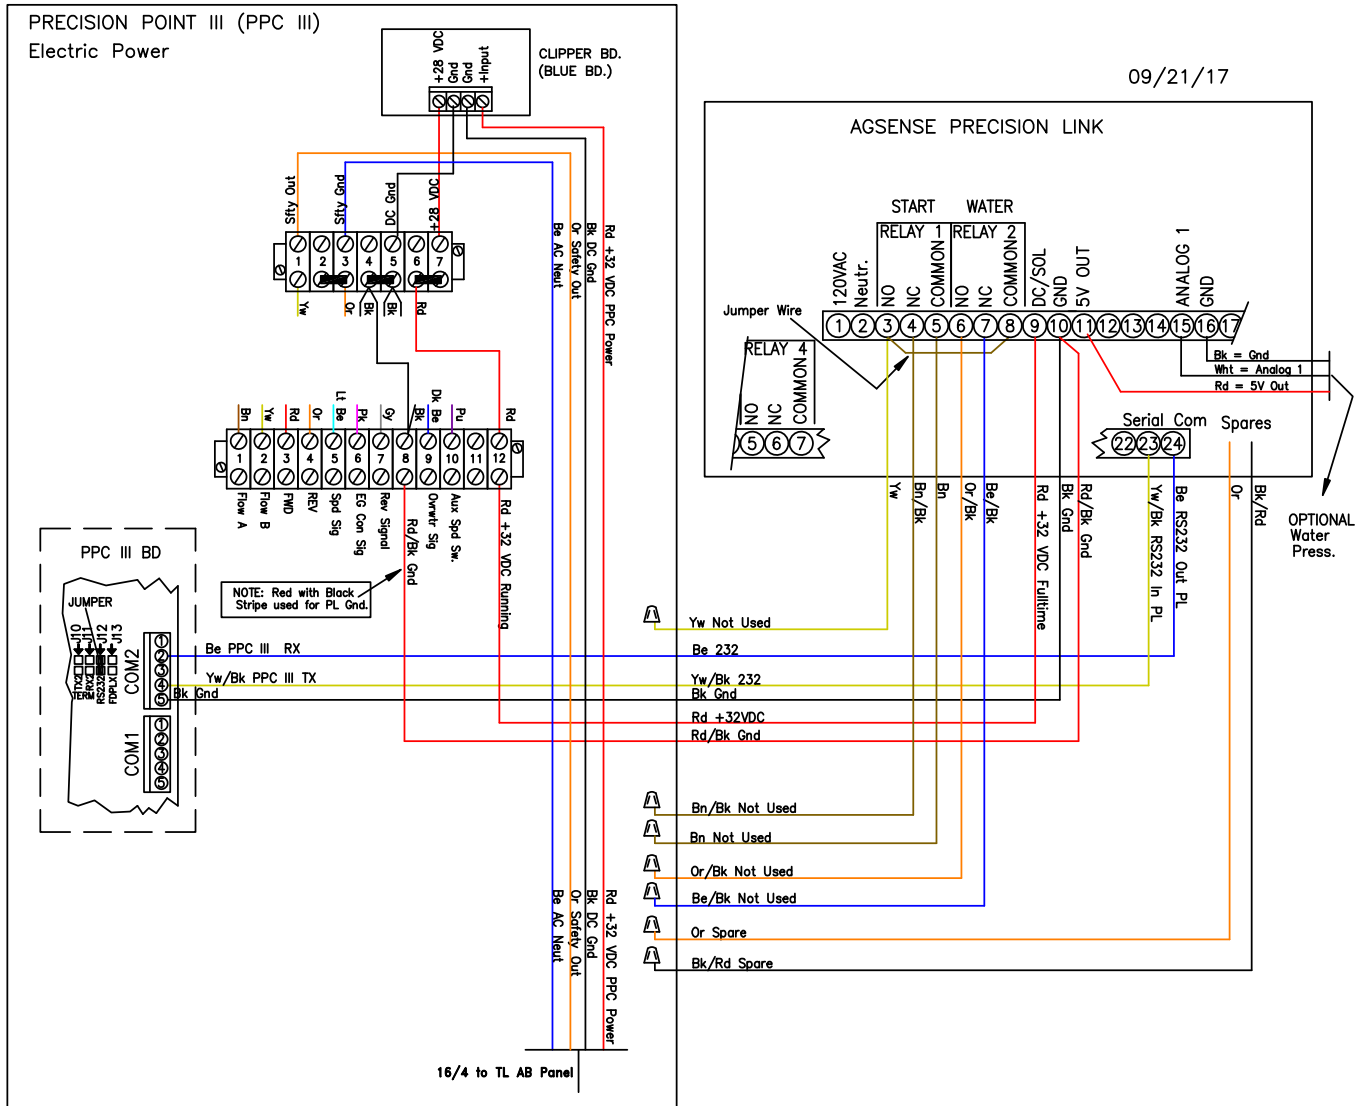 PRECISION POINT III (PPC III)
Electric Power
CLIPPER BD.
(BLUE BD.)
+28 VDC
Gnd
Gnd
+Input
09/21/17
AGSENSE PRECISION LINK
Sfty Out
Sfty Gnd
DC Gnd
+28 VDC
1
2
3
4
5
6
7
Yw
Or
Bk
Bk
Rd
Be AC Neut
Or Safety Out
Bk DC Gnd
Rd +32 VDC PPC Power
START
WATER
RELAY 1
RELAY 2
120VAC
Neutr.
NO
NC
COMMON
NO
NC
COMMON
DC/SOL
GND
5V OUT
ANALOG 1
GND
Jumper Wire
1
2
3
4
5
6
7
8
9
10
11
12
13
14
15
16
17
Bk = Gnd
Wht = Analog 1
Rd = 5V Out
RELAY 4
NO
NC
COMMON
5
6
7
Serial Com
Spares
22
23
24
OPTIONAL
Water
Press.
Bn
Yw
Rd
Or
Lt Be
Pk
Gy
Bk
Dk Be
Pu
Rd
1
2
3
4
5
6
7
8
9
10
11
12
Flow A
Flow B
FWD
REV
Spd Sig
EG Con Sig
Rev Signal
Rd/Bk Gnd
Ovrwtr Sig
Aux Spd Sw.
Rd +32 VDC Running
Yw
Bn/Bk
Bn
Or/Bk
Be/Bk
Rd +32 VDC Fulltime
Bk Gnd
Rd/Bk Gnd
Yw/Bk RS232 In PL
Be RS232 Out PL
Or
Bk/Rd
PPC III BD
NOTE: Red with Black
Stripe used for PL Gnd.
JUMPER
J10
J11
J12
J13
TTX2
TERMRX2
RS232
FDPLX
COM2
1
2
3
4
5
COM1
1
2
3
4
5
Be PPC III RX
Yw/Bk PPC III TX
Bk Gnd
Yw Not Used
Be 232
Yw/Bk 232
Bk Gnd
Rd +32VDC
Rd/Bk Gnd
Bn/Bk Not Used
Bn Not Used
Or/Bk Not Used
Be/Bk Not Used
Or Spare
Bk/Rd Spare
Be AC Neut
Or Safety Out
Bk DC Gnd
Rd +32 VDC PPC Power
16/4 to TL AB Panel